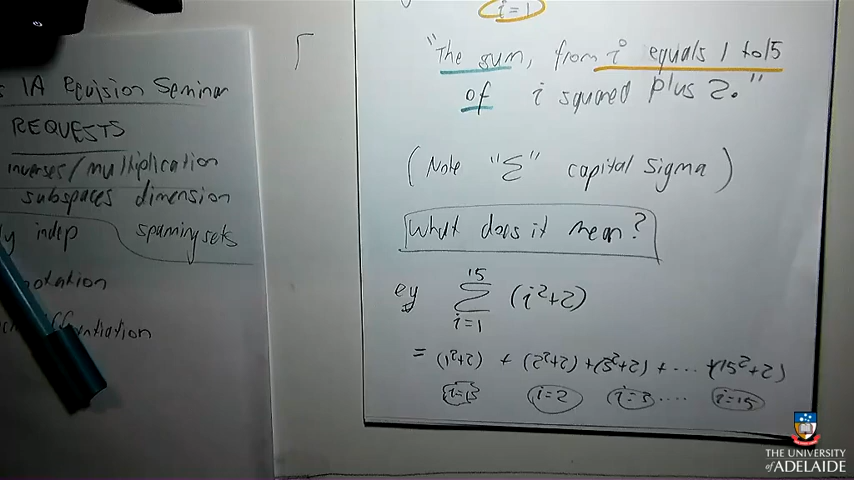 1A Revision Seminar
REQUESTS
inverses/multiplication
subspaces dimension
indep spanning sets
notation
differentiation
i=1
"The sum, from i equals 1 to 15
of i squared plus 2."
(Note "Σ" capital sigma)
What does it mean?
eg
15
Σ (i²+2)
i=1
= (1²+2) + (2²+2) + (3²+2) + ... + (15²+2)
i=1 i=2 i=3 .... i=15
THE UNIVERSITY
of ADELAIDE